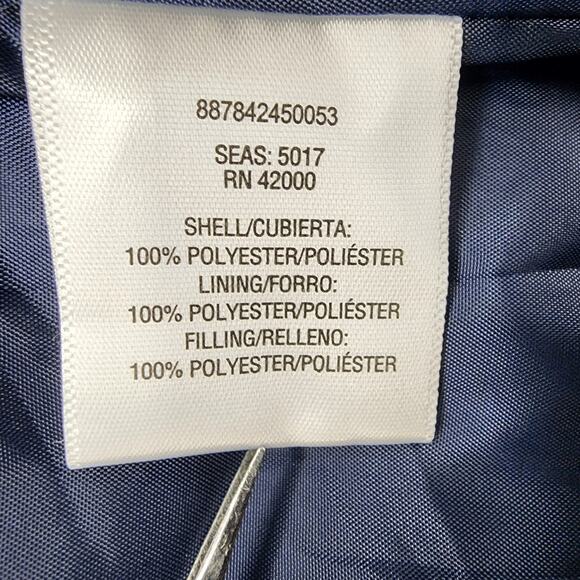 887842450053
SEAS: 5017
RN 42000
SHELL/CUBIERTA:
100% POLYESTER/POLIÉSTER
LINING/FORRO:
100% POLYESTER/POLIÉSTER
FILLING/RELLENO:
100% POLYESTER/POLIÉSTER